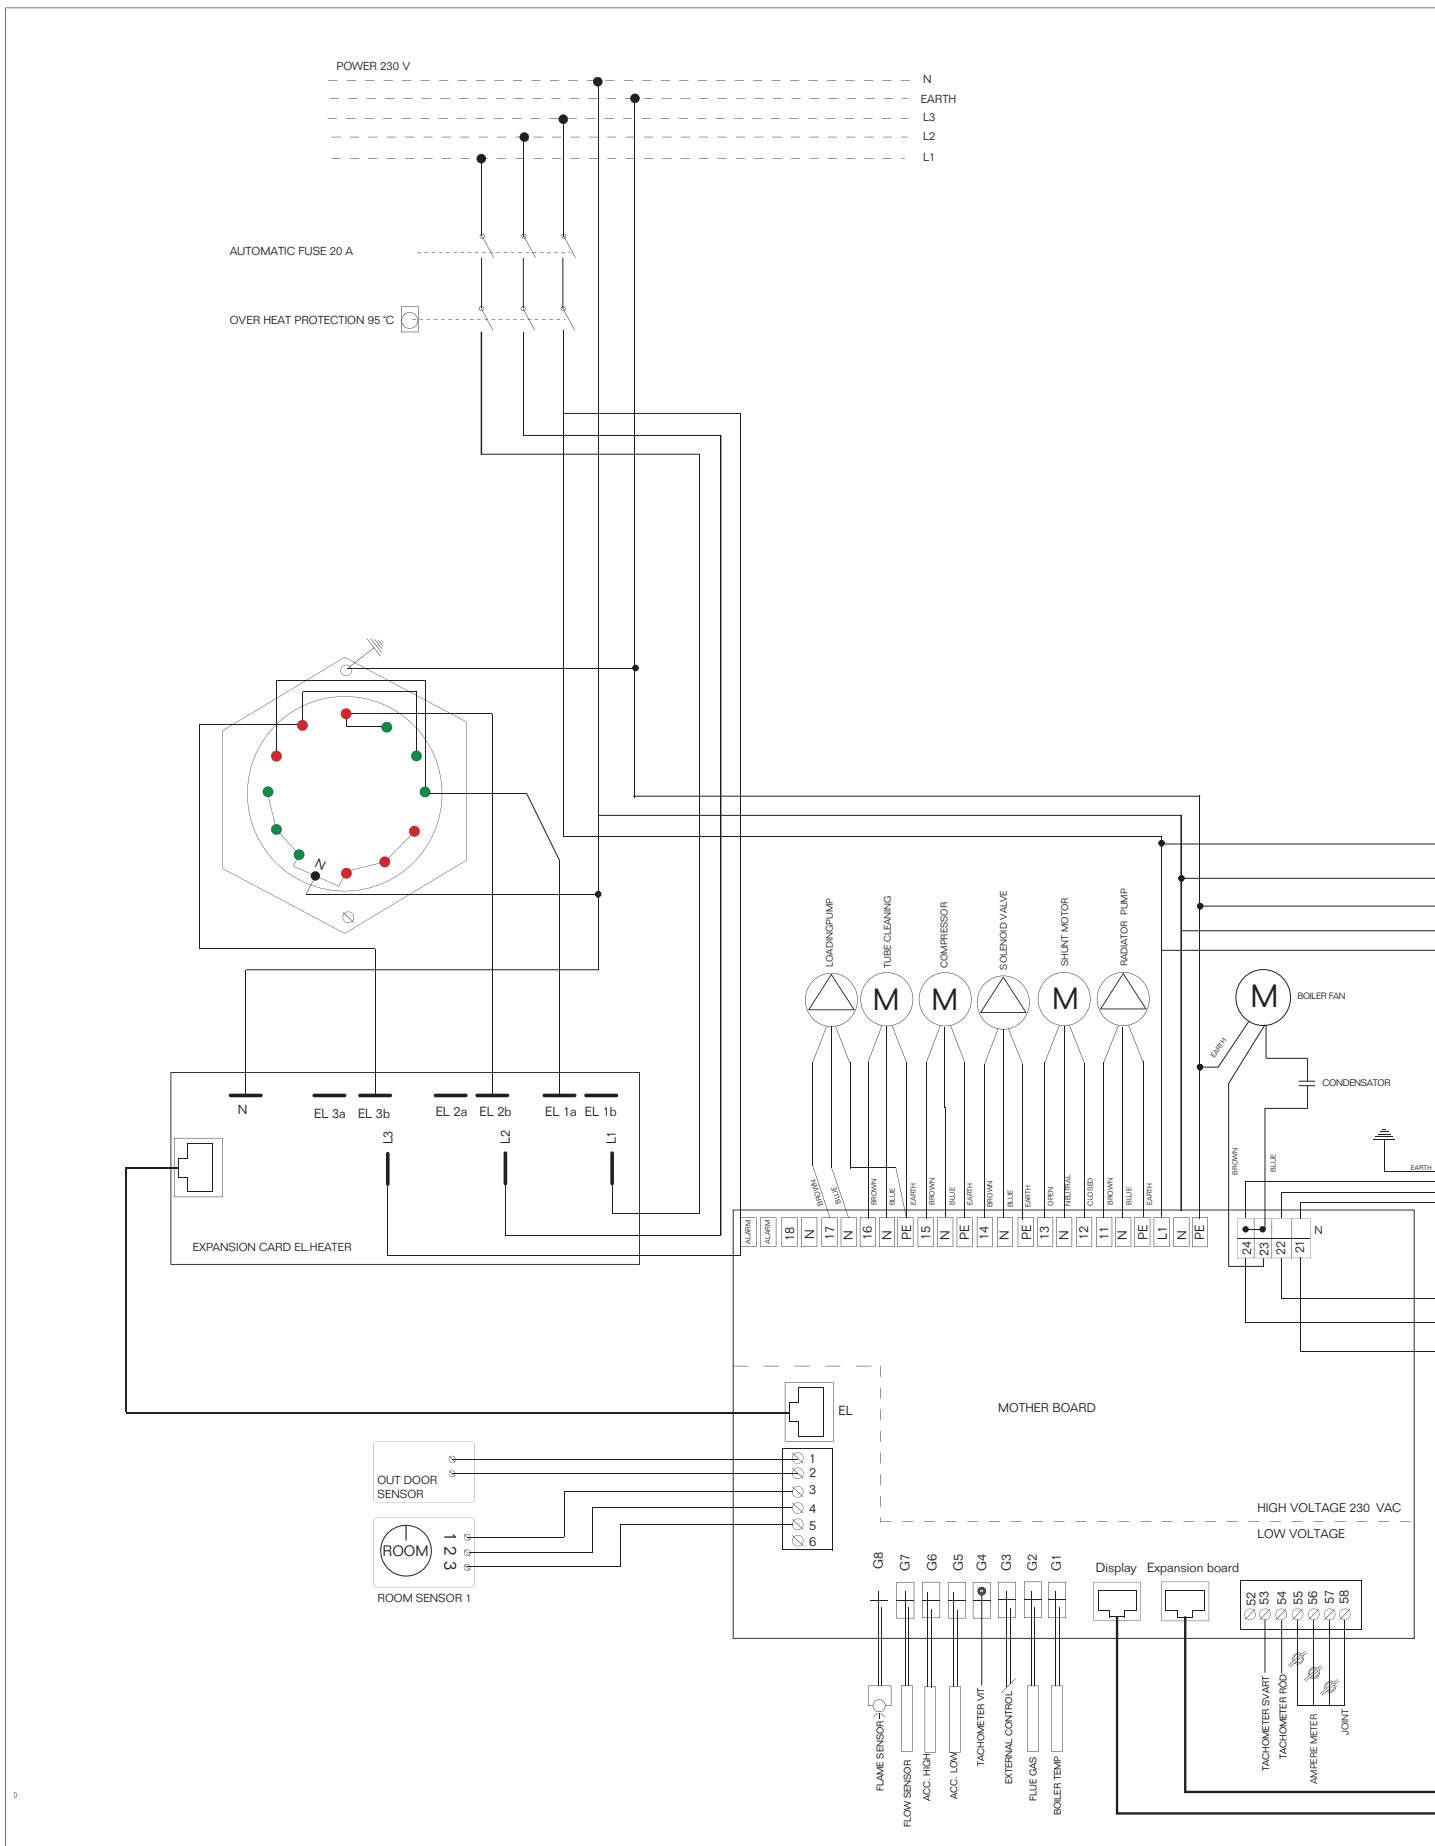 POWER 230 V
N
EARTH
L3
L2
L1
AUTOMATIC FUSE 20 A
OVER HEAT PROTECTION 95 °C
N
LOADINGPUMP
TUBE CLEANING
COMPRESSOR
SOLENOID VALVE
SHUNT MOTOR
RADIATOR PUMP
M
M
M
M
BOILER FAN
EARTH
CONDENSATOR
N
EL 3a
EL 3b
EL 2a
EL 2b
EL 1a
EL 1b
L3
L2
L1
EXPANSION CARD EL.HEATER
BROWN
BLUE
BROWN
BLUE
EARTH
BROWN
BLUE
EARTH
BROWN
BLUE
EARTH
OPEN
NEUTRAL
CLOSED
BROWN
BLUE
EARTH
BROWN
BLUE
EARTH
ALARM
ALARM
18
N
17
N
16
N
PE
15
N
PE
14
N
PE
13
N
12
11
N
PE
L1
N
PE
24
23
22
21
N
EL
MOTHER BOARD
OUT DOOR
SENSOR
1
2
3
4
5
6
ROOM
1
2
3
ROOM SENSOR 1
HIGH VOLTAGE 230 VAC
LOW VOLTAGE
G8
G7
G6
G5
G4
G3
G2
G1
Display
Expansion board
52
53
54
55
56
57
58
FLAME SENSOR
FLOW SENSOR
ACC. HIGH
ACC. LOW
TACHOMETER VIT
EXTERNAL CONTROL
FLUE GAS
BOILER TEMP
TACHOMETER SVART
TACHOMETER RÖD
AMPERE METER
JOINT
D